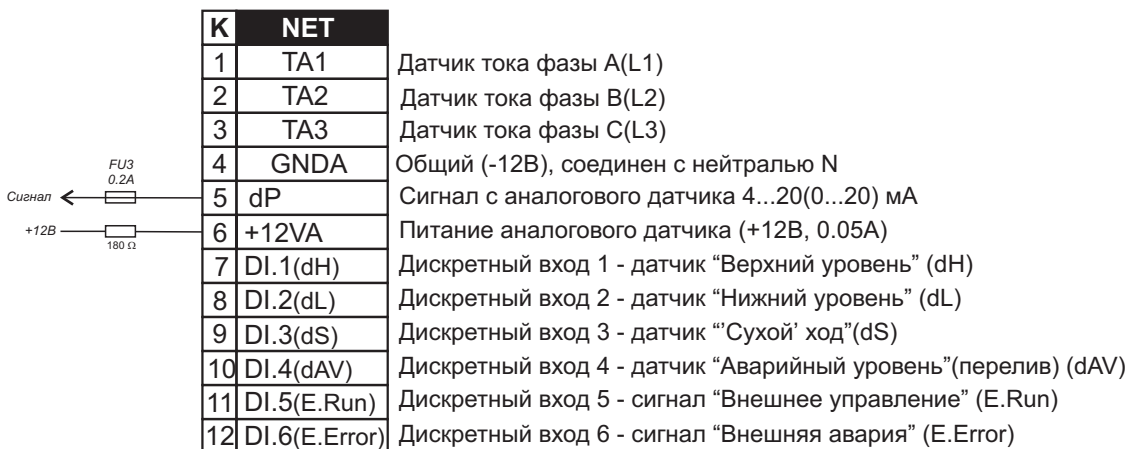 K NET
1 TA1 Датчик тока фазы A(L1)
2 TA2 Датчик тока фазы B(L2)
3 TA3 Датчик тока фазы C(L3)
4 GNDA Общий (-12В), соединен с нейтралью N
FU3
0.2A
Сигнал 5 dP Сигнал с аналогового датчика 4...20(0...20) мА
+12В 6 +12VA Питание аналогового датчика (+12В, 0.05А)
180 Ω
7 DI.1(dH) Дискретный вход 1 - датчик “Верхний уровень” (dH)
8 DI.2(dL) Дискретный вход 2 - датчик “Нижний уровень” (dL)
9 DI.3(dS) Дискретный вход 3 - датчик “'Сухой' ход”(dS)
10 DI.4(dAV) Дискретный вход 4 - датчик “Аварийный уровень”(перелив) (dAV)
11 DI.5(E.Run) Дискретный вход 5 - сигнал “Внешнее управление” (E.Run)
12 DI.6(E.Error) Дискретный вход 6 - сигнал “Внешняя авария” (E.Error)